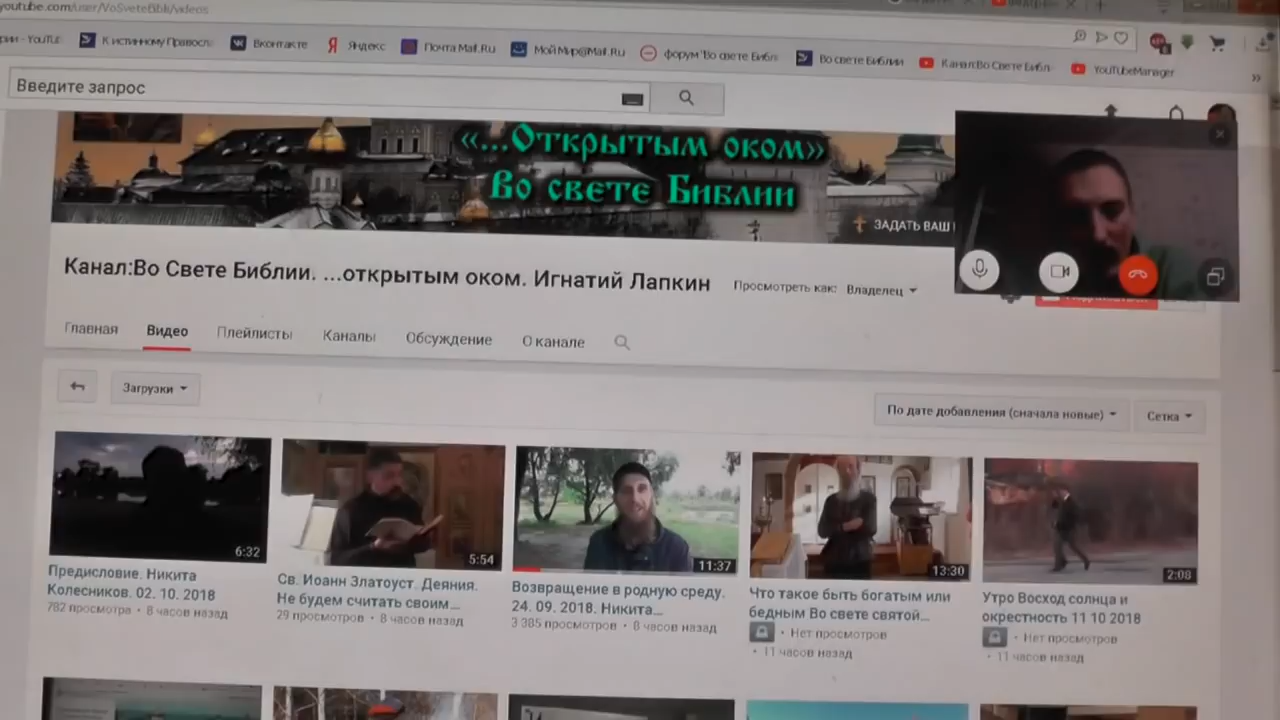 youtube.com/user/VoSveteBibli/videos
К истинному Правосл
Вконтакте
Яндекс
Почта Mail.Ru
Мой Мир@Mail.Ru
форум "Во свете Библ
Во свете Библии
Канал:Во Свете Библ
YouTubeManager
»
Введите запрос
«...Открытым оком»
Во свете Библии
ЗАДАТЬ ВАШ
Канал:Во Свете Библии. ...открытым оком. Игнатий Лапкин
Просмотреть как: Владелец
Главная Видео Плейлисты Каналы Обсуждение О канале
Загрузки
По дате добавления (сначала новые)
Сетка
6:32
5:54
11:37
13:30
2:08
Предисловие. Никита
Колесников. 02. 10. 2018
782 просмотра • 8 часов назад
Св. Иоанн Златоуст. Деяния.
Не будем считать своим...
29 просмотров • 8 часов назад
Возвращение в родную среду.
24. 09. 2018. Никита...
3 385 просмотров • 8 часов назад
Что такое быть богатым или
бедным Во свете святой...
• Нет просмотров
• 11 часов назад
Утро Восход солнца и
окрестность 11 10 2018
• Нет просмотров
• 11 часов назад